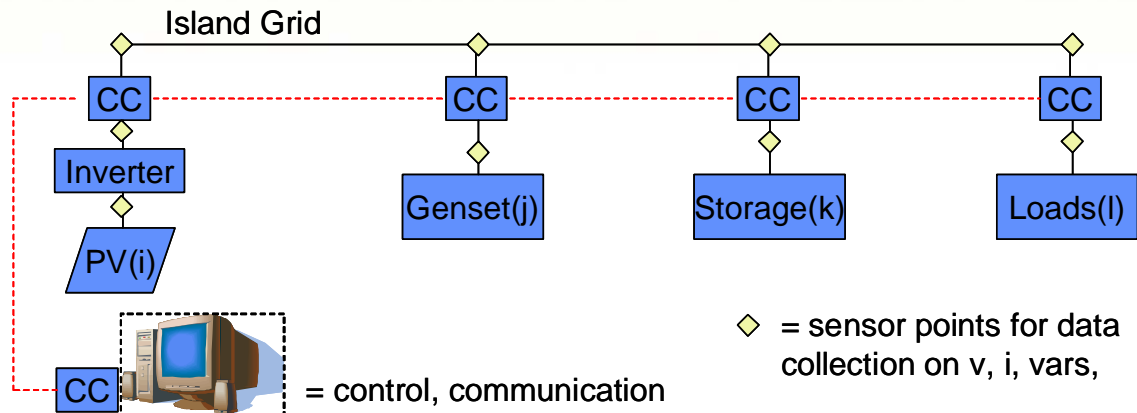 Island Grid
CC CC CC CC
Inverter
Genset(j) Storage(k) Loads(l)
PV(i)
= sensor points for data
collection on v, i, vars,
CC = control, communication